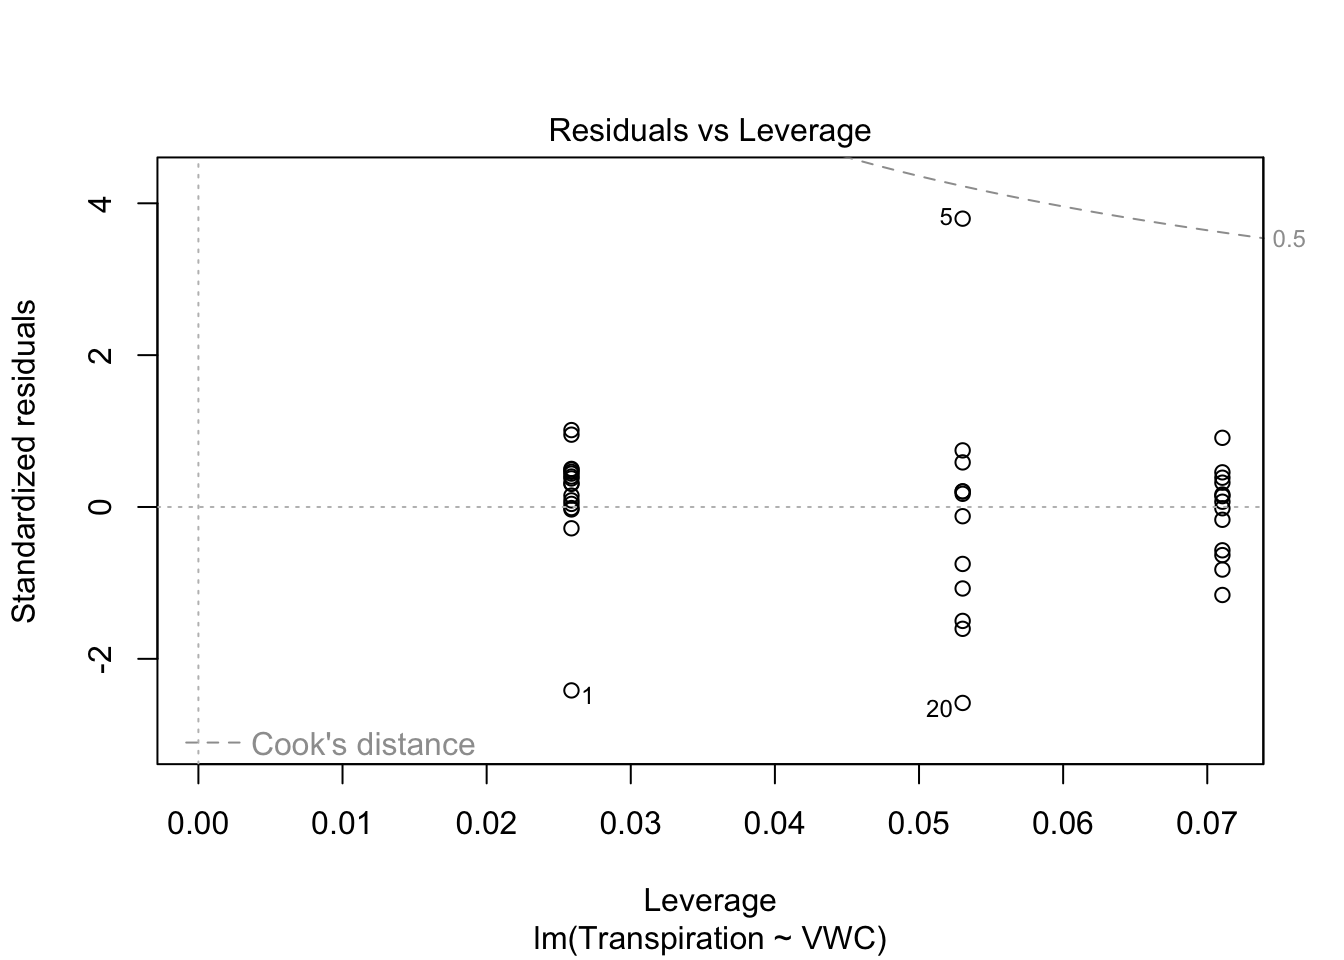 Residuals vs Leverage
Standardized residuals
4
2
0
-2
5
0.5
1
20
Cook's distance
0.00 0.01 0.02 0.03 0.04 0.05 0.06 0.07
Leverage
lm(Transpiration ~ VWC)